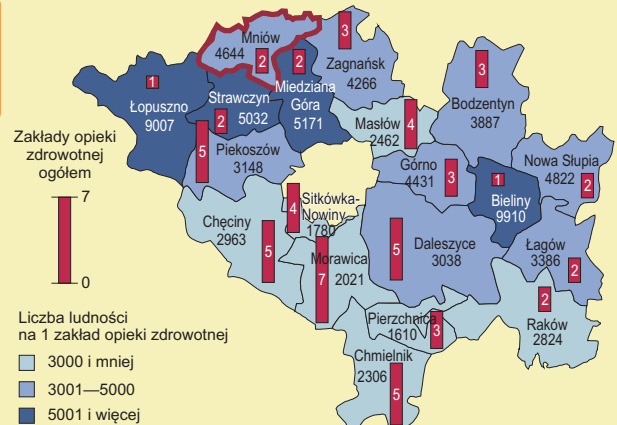 Mniów
4644
2
2
Miedziana
Góra
5171
3
Zagnańsk
4266
3
Bodzentyn
3887
1
Łopuszno
9007
Strawczyn
2
5032
Masłów
2462
4
Zakłady opieki
zdrowotnej
ogółem
7
0
5
Piekoszów
3148
Górno
4431
3
Nowa Słupia
4822
2
1
Bieliny
9910
Chęciny
2963
5
4
Sitkówka-
Nowiny
1780
Morawica
7
2021
5
Daleszyce
3038
Łagów
3386
2
2
Raków
2824
Pierzchnica
1610
3
Chmielnik
2306
5
Liczba ludności
na 1 zakład opieki zdrowotnej
3000 i mniej
3001—5000
5001 i więcej